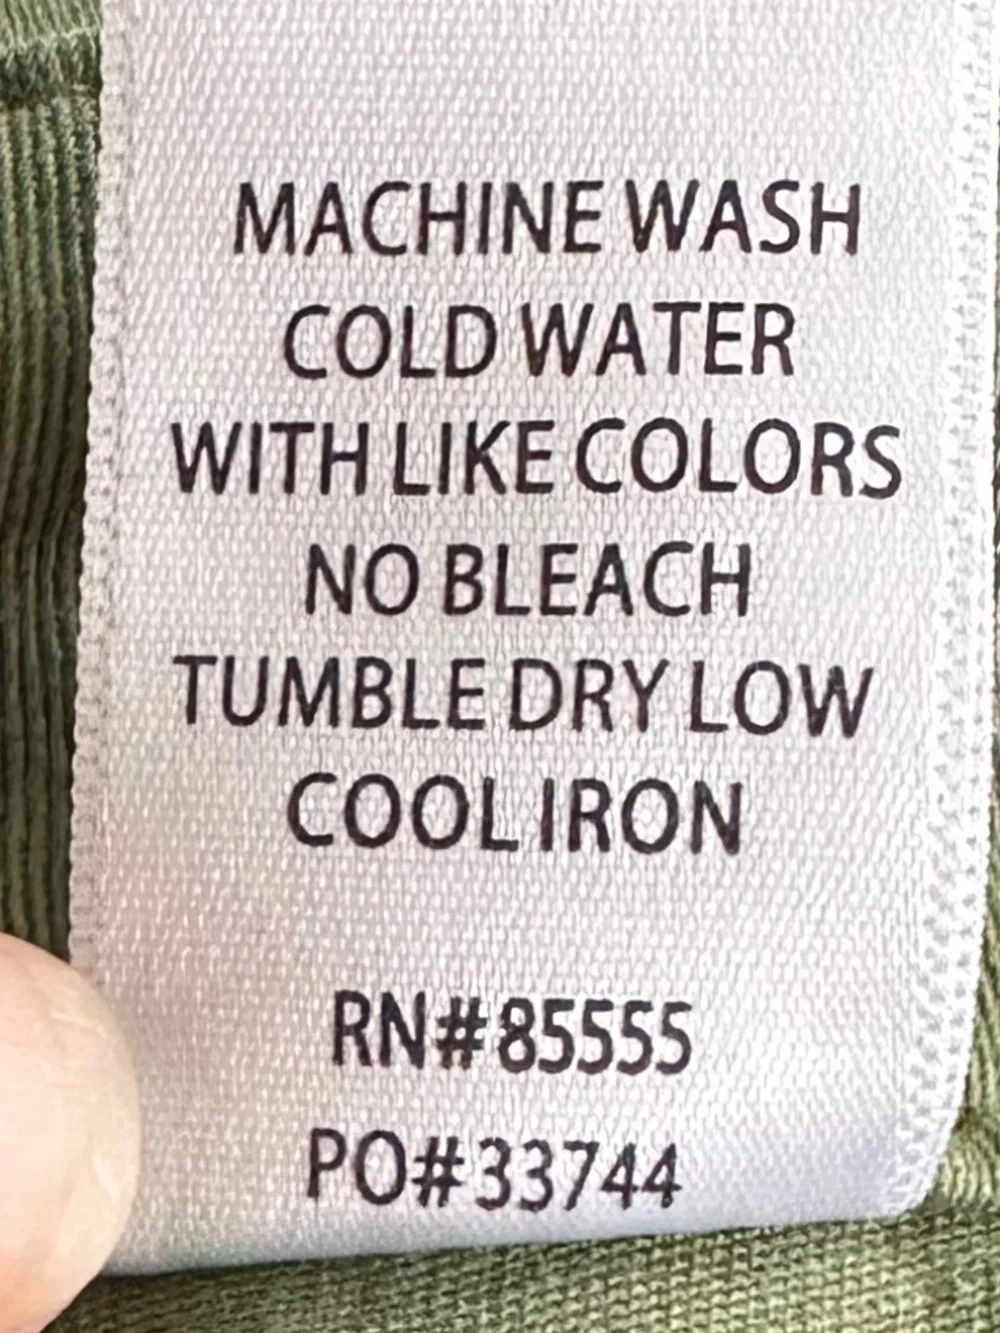 MACHINE WASH
COLD WATER
WITH LIKE COLORS
NO BLEACH
TUMBLE DRY LOW
COOL IRON
RN#85555
PO#33744